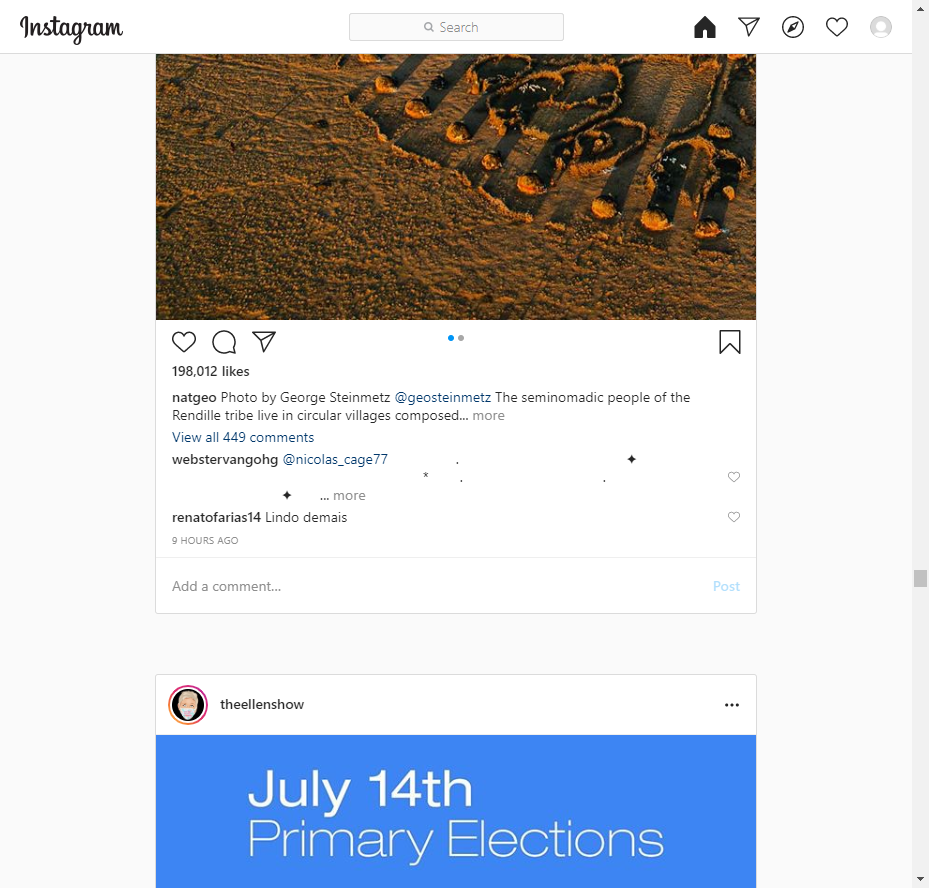 Instagram
Search
198,012 likes
natgeo Photo by George Steinmetz @geosteinmetz The seminomadic people of the
Rendille tribe live in circular villages composed... more
View all 449 comments
webstervangohg @nicolas_cage77 . ✦
* . .
✦ ... more
renatofarias14 Lindo demais
9 HOURS AGO
Add a comment... Post
theellenshow
July 14th
Primary Elections